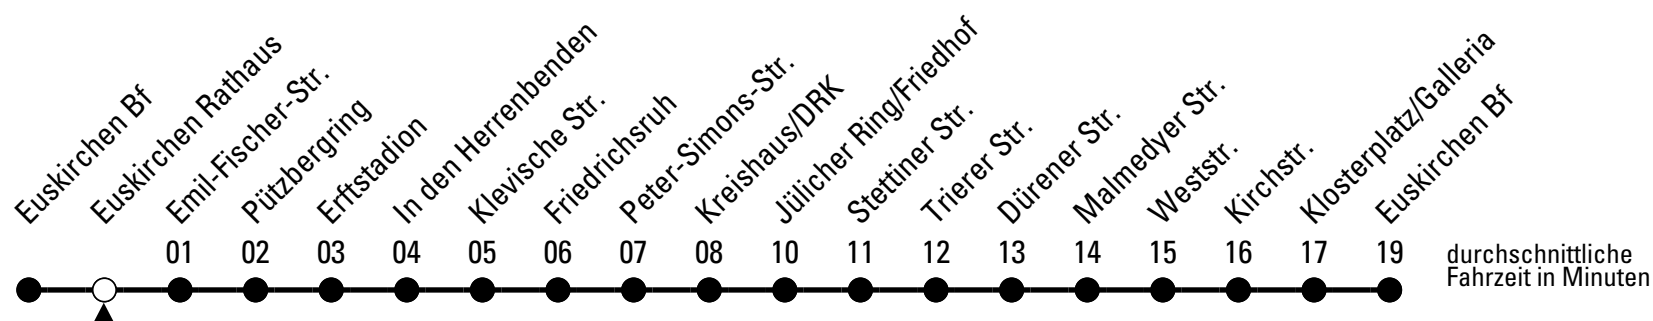 Euskirchen Bf
Euskirchen Rathaus
Emil-Fischer-Str.
Pützbergring
Erftstadion
In den Herrenbenden
Klevische Str.
Friedrichsruh
Peter-Simons-Str.
Kreishaus/DRK
Jülicher Ring/Friedhof
Stettiner Str.
Trierer Str.
Dürener Str.
Malmedyer Str.
Weststr.
Kirchstr.
Klosterplatz/Galleria
Euskirchen Bf
01 02 03 04 05 06 07 08 10 11 12 13 14 15 16 17 19
durchschnittliche
Fahrzeit in Minuten